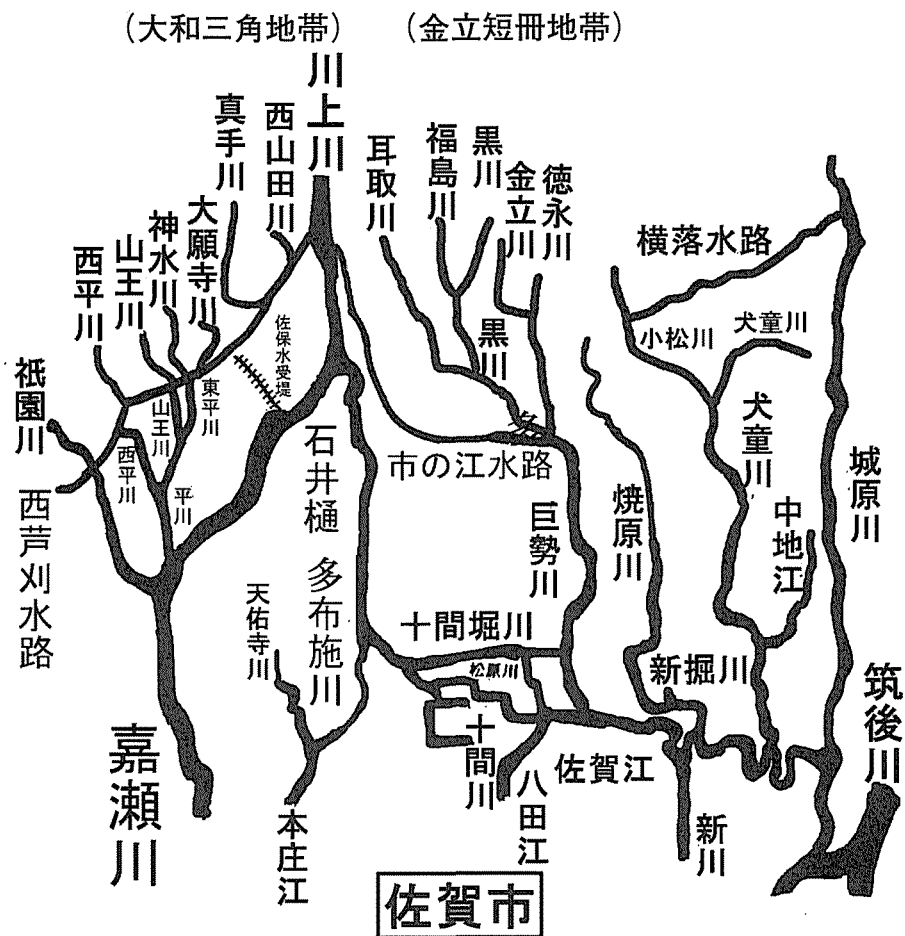 (大和三角地帯)
(金立短冊地帯)
川上川
真手川
西山田川
耳取川
福島川
黒川
金立川
徳永川
大願寺川
神水川
山王川
西平川
横落水路
小松川
犬童川
佐保水受堤
黒川
祇園川
東平川
山王川
西平川
平川
石井樋
市の江水路
犬童川
城原川
西芦刈水路
焼原川
巨勢川
中地江
多布施川
天佑寺川
十間堀川
松原川
新掘川
筑後川
嘉瀬川
十間川
佐賀江
八田江
本庄江
新川
佐賀市